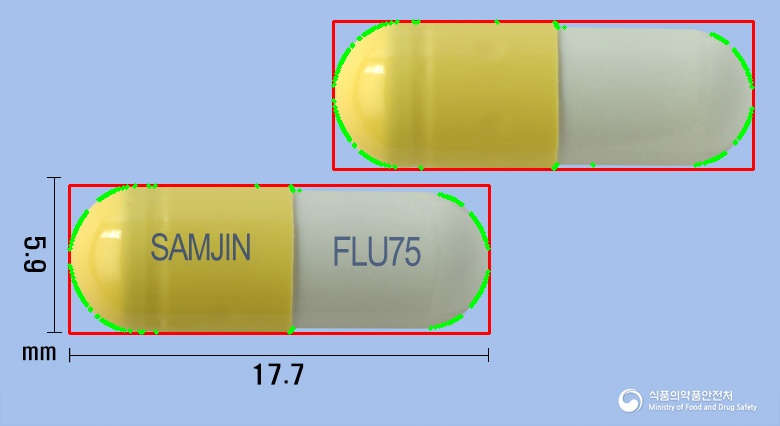 SAMJIN FLU75
5.9
mm
17.7
식품의약품안전처
Ministry of Food and Drug Safety